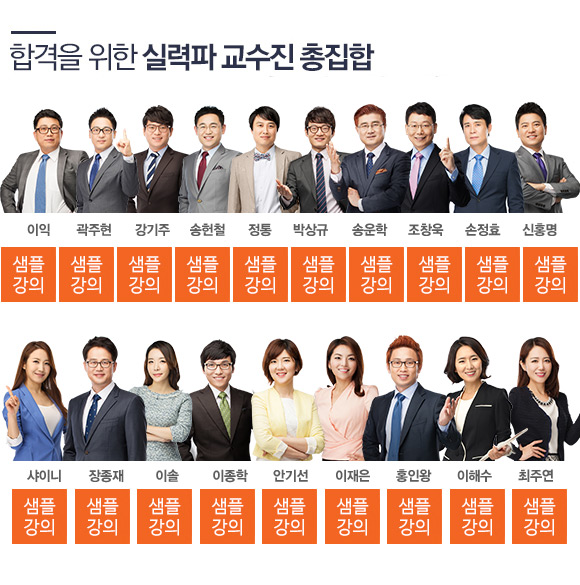 합격을 위한 실력파 교수진 총집합
이익 곽주현 강기주 송헌철 정통 박상규 송운학 조창욱 손정효 신홍명
샘플 샘플 샘플 샘플 샘플 샘플 샘플 샘플 샘플 샘플
강의 강의 강의 강의 강의 강의 강의 강의 강의 강의
샤이니 장종재 이솔 이종학 안기선 이재은 홍인왕 이해수 최주연
샘플 샘플 샘플 샘플 샘플 샘플 샘플 샘플 샘플
강의 강의 강의 강의 강의 강의 강의 강의 강의